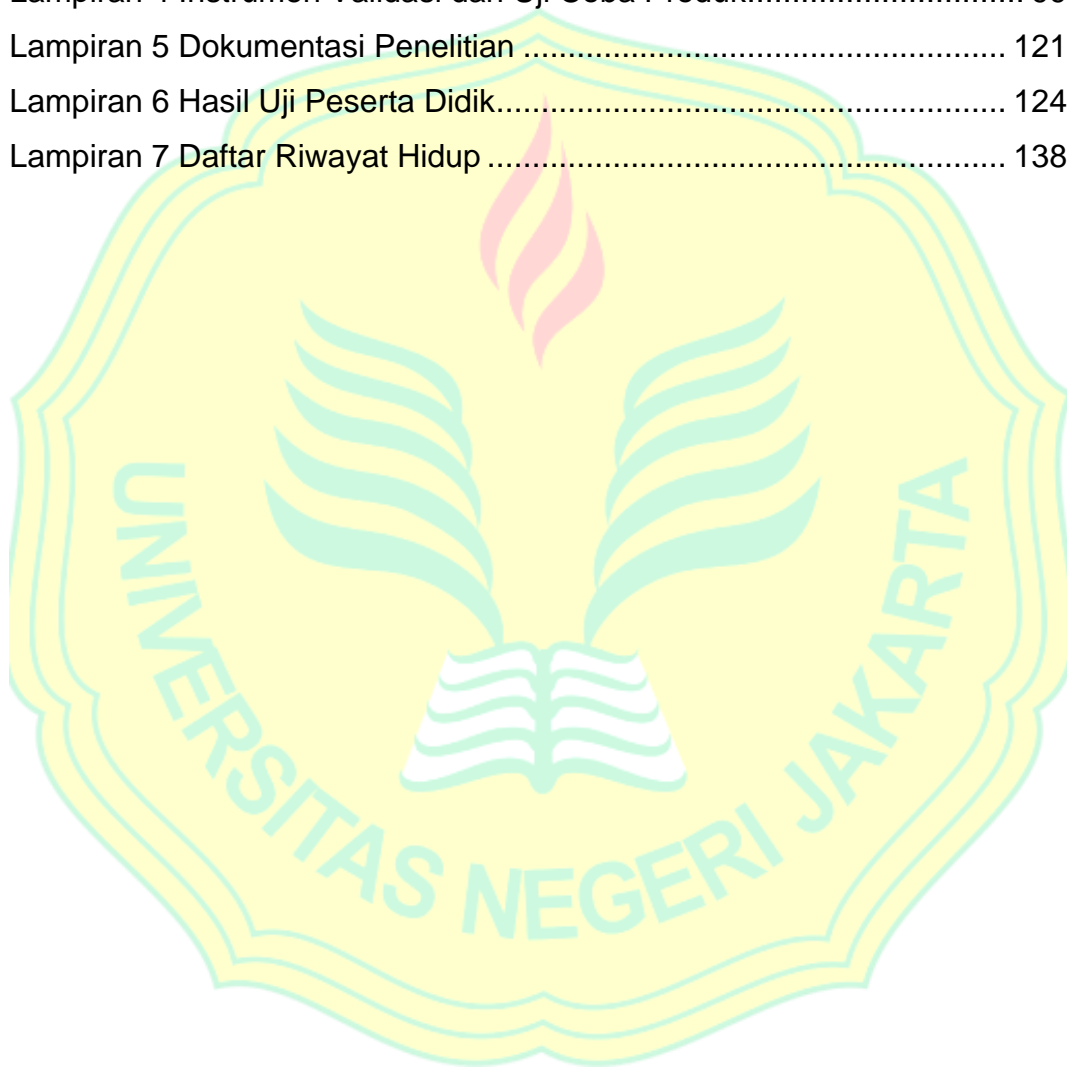 Lampiran 5 Dokumentasi Penelitian ........................................................ 121
Lampiran 6 Hasil Uji Peserta Didik........................................................... 124
Lampiran 7 Daftar Riwayat Hidup ............................................................ 138
UNIVERSITAS NEGERI JAKARTA